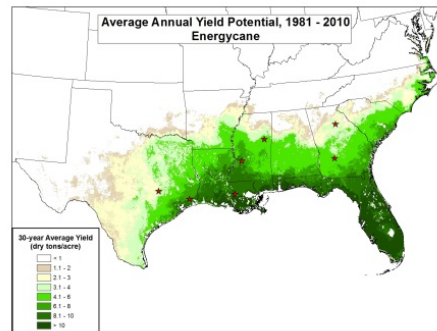 Average Annual Yield Potential, 1981 - 2010
Energycane
30-year Average Yield
(dry tons/acre)
< 1
1.1 - 2
2.1 - 3
3.1 - 4
4.1 - 6
6.1 - 8
8.1 - 10
> 10